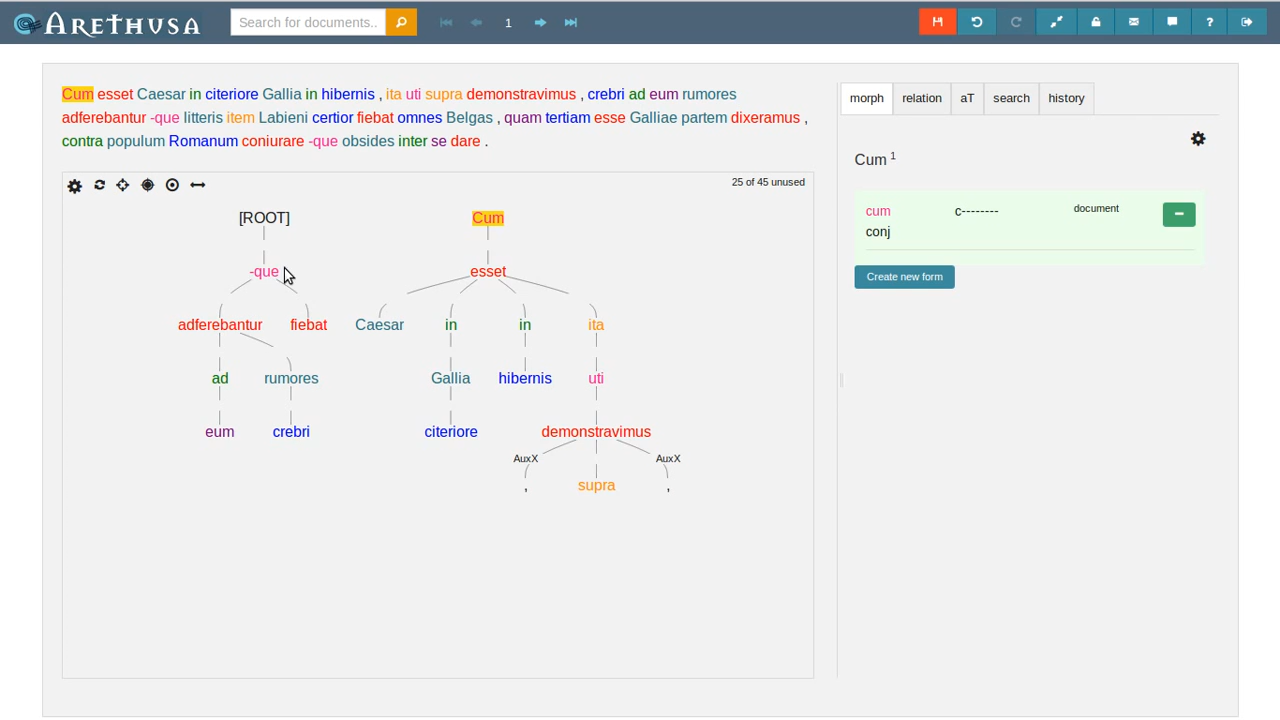 ARETHUSA
Search for documents..
1
Cum esset Caesar in citeriore Gallia in hibernis , ita uti supra demonstravimus , crebri ad eum rumores
adferebantur -que litteris item Labieni certior fiebat omnes Belgas , quam tertiam esse Galliae partem dixeramus ,
contra populum Romanum coniurare -que obsides inter se dare .
25 of 45 unused
[ROOT] Cum
-que esset
adferebantur fiebat Caesar in in ita
ad rumores Gallia hibernis uti
eum crebri citeriore demonstravimus
AuxX AuxX
, supra ,
morph relation aT search history
Cum 1
cum c-------- document
conj
Create new form